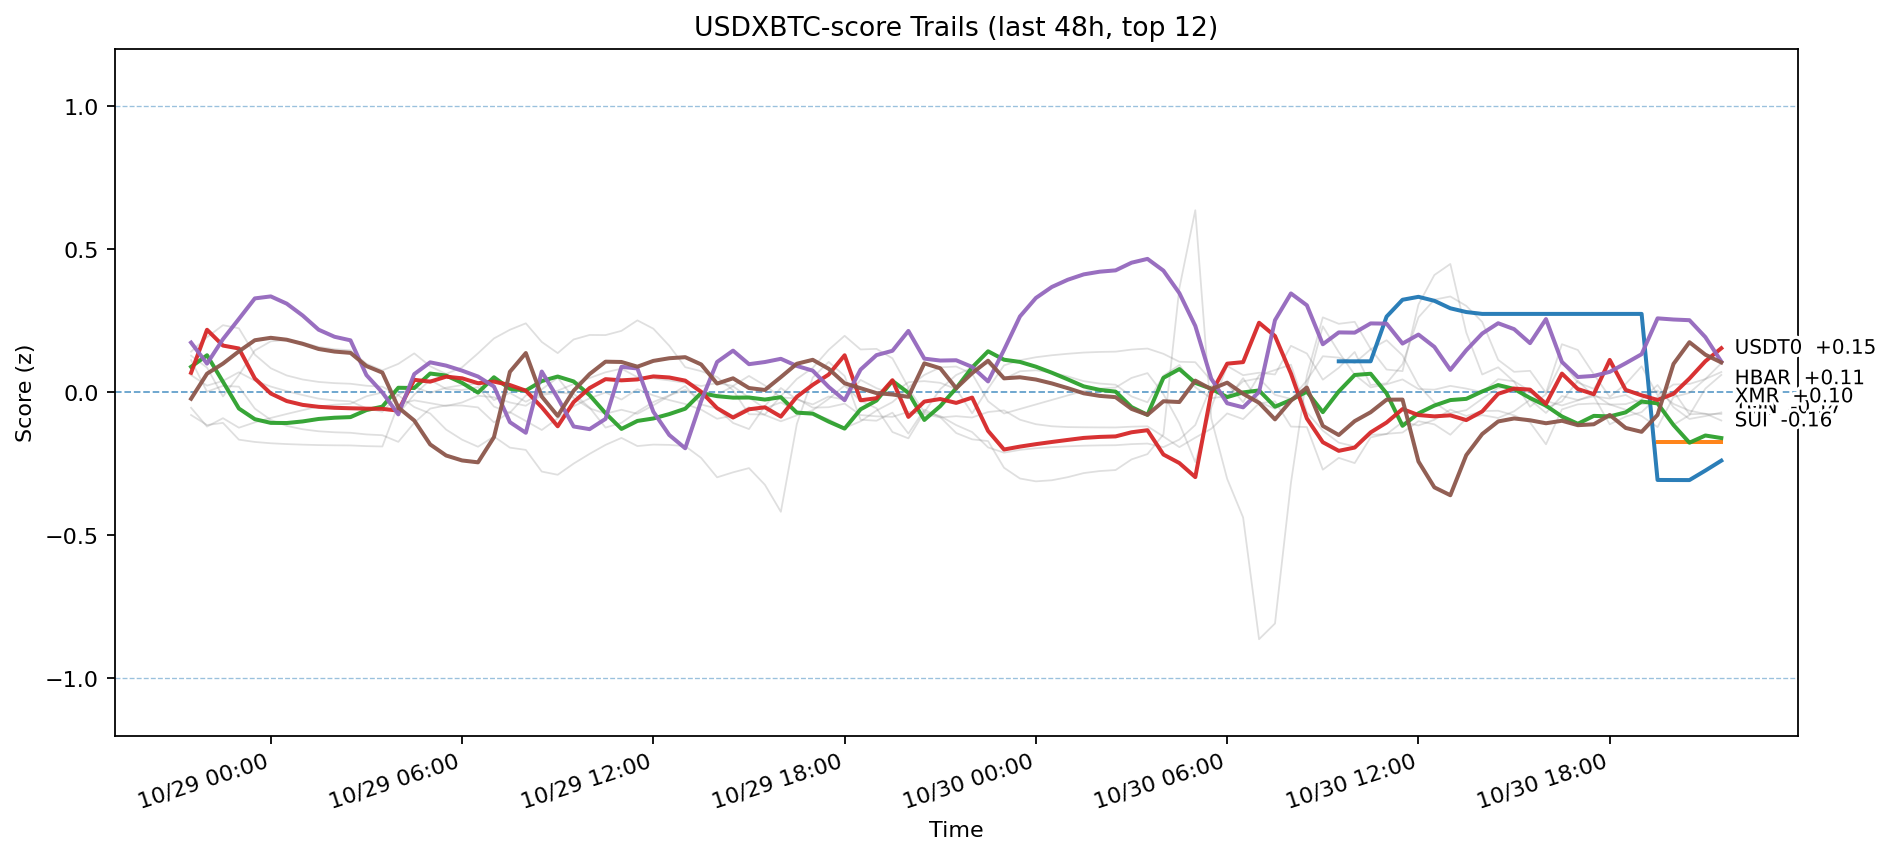 USDXBTC-score Trails (last 48h, top 12)
Score (z)
1.0
0.5
0.0
−0.5
−1.0
USDT0 +0.15
HBAR +0.11
XMR +0.10
SUI -0.16
10/29 00:00
10/29 06:00
10/29 12:00
10/29 18:00
10/30 00:00
10/30 06:00
10/30 12:00
10/30 18:00
Time